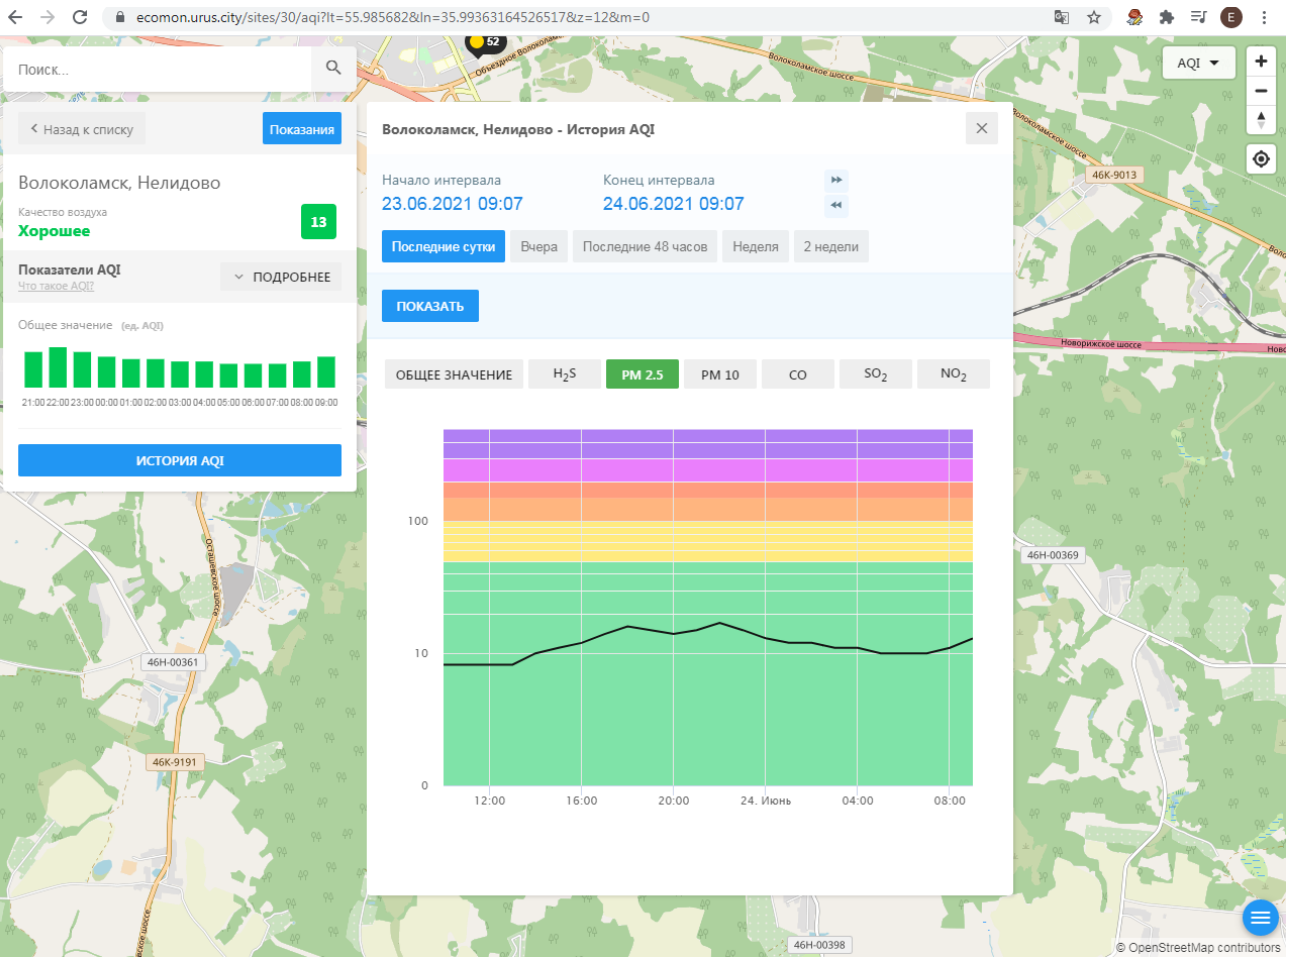 ecomon.urus.city/sites/30/aqi?lt=55.985682&ln=35.99363164526517&z=12&m=0
E
52
Объездное Волоколамск
Волоколамское шоссе
Поиск...
AQI
Назад к списку
Показания
Волоколамск, Нелидово - История AQI
Волоколамское шоссе
46К-9013
Волоколамск, Нелидово
Качество воздуха
Хорошее
13
Начало интервала
Конец интервала
23.06.2021 09:07
24.06.2021 09:07
Последние сутки
Вчера
Последние 48 часов
Неделя
2 недели
Показатели AQI
Что такое AQI?
ПОДРОБНЕЕ
ПОКАЗАТЬ
Общее значение (ед. AQI)
21:00 22:00 23:00 00:00 01:00 02:00 03:00 04:00 05:00 06:00 07:00 08:00 09:00
ИСТОРИЯ AQI
Новорижское шоссе
Ново
ОБЩЕЕ ЗНАЧЕНИЕ
H2S
PM 2.5
PM 10
CO
SO2
NO2
100
10
0
12:00
16:00
20:00
24. Июнь
04:00
08:00
Осташёвское шоссе
46Н-00369
46Н-00361
46К-9191
46Н-00398
© OpenStreetMap contributors